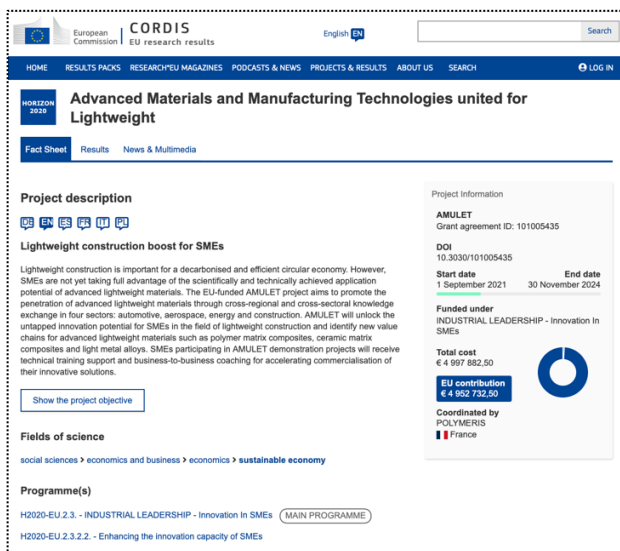 European Commission
CORDIS
EU research results
English EN
Search
HOME RESULTS PACKS RESEARCH*EU MAGAZINES PODCASTS & NEWS PROJECTS & RESULTS ABOUT US SEARCH LOG IN
HORIZON 2020
Advanced Materials and Manufacturing Technologies united for
Lightweight
Fact Sheet Results News & Multimedia
Project description
DE EN ES FR IT PL
Lightweight construction boost for SMEs
Lightweight construction is important for a decarbonised and efficient circular economy. However,
SMEs are not yet taking full advantage of the scientifically and technically achieved application
potential of advanced lightweight materials. The EU-funded AMULET project aims to promote the
penetration of advanced lightweight materials through cross-regional and cross-sectoral knowledge
exchange in four sectors: automotive, aerospace, energy and construction. AMULET will unlock the
untapped innovation potential for SMEs in the field of lightweight construction and identify new value
chains for advanced lightweight materials such as polymer matrix composites, ceramic matrix
composites and light metal alloys. SMEs participating in AMULET demonstration projects will receive
technical training support and business-to-business coaching for accelerating commercialisation of
their innovative solutions.
Show the project objective
Fields of science
social sciences > economics and business > economics > sustainable economy
Programme(s)
H2020-EU.2.3. - INDUSTRIAL LEADERSHIP - Innovation In SMEs MAIN PROGRAMME
H2020-EU.2.3.2.2. - Enhancing the innovation capacity of SMEs
Project Information
AMULET
Grant agreement ID: 101005435
DOI
10.3030/101005435
Start date End date
1 September 2021 30 November 2024
Funded under
INDUSTRIAL LEADERSHIP - Innovation In
SMEs
Total cost
€ 4 997 882,50
EU contribution
€ 4 952 732,50
Coordinated by
POLYMERIS
France